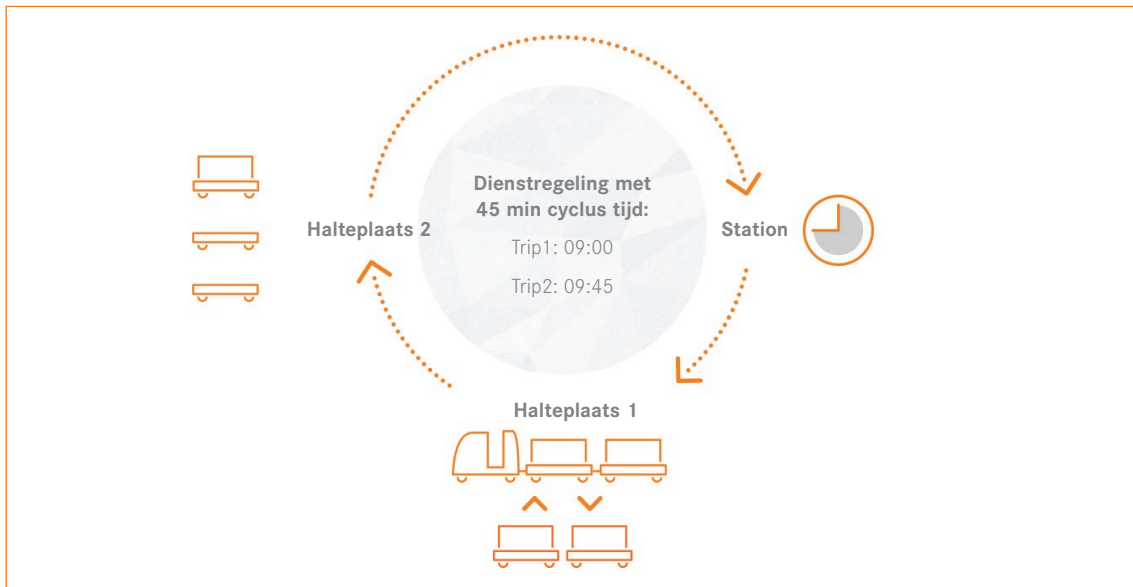 Dienstregeling met
45 min cyclus tijd:
Trip1: 09:00
Trip2: 09:45
Halteplaats 2
Station
Halteplaats 1